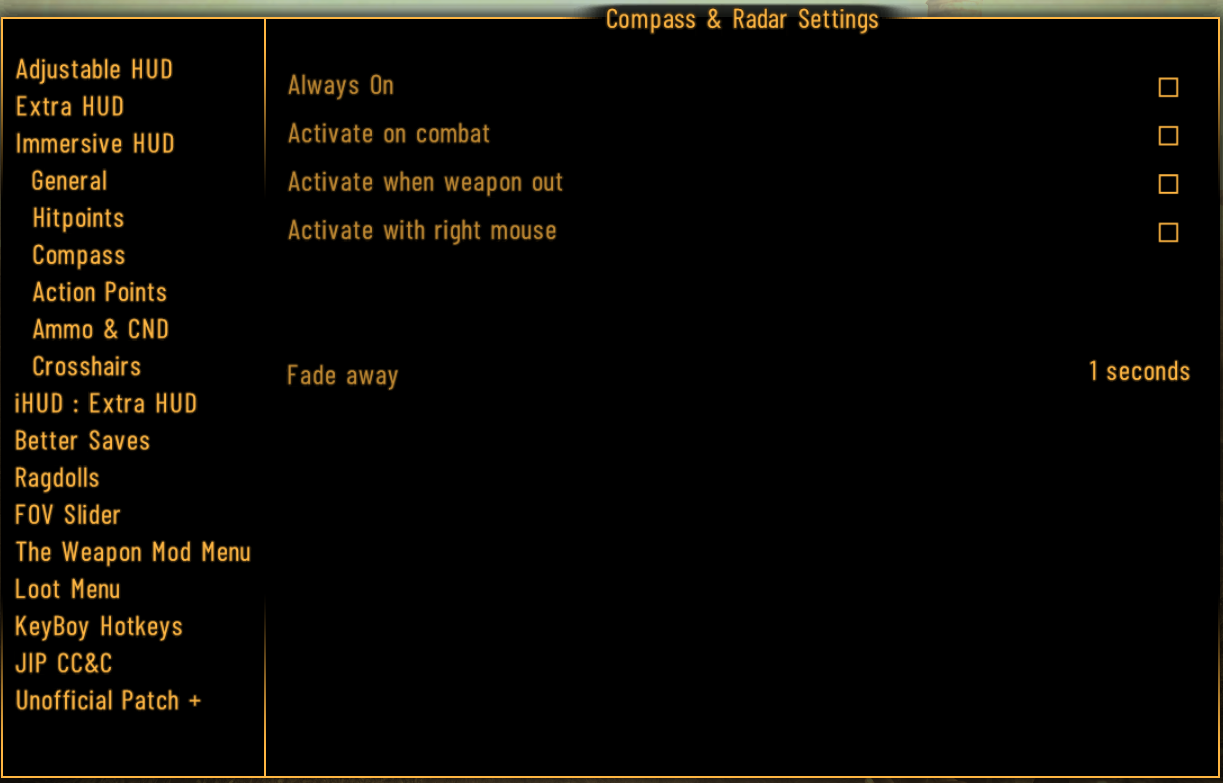 Compass & Radar Settings
Adjustable HUD
Extra HUD
Immersive HUD
General
Hitpoints
Compass
Action Points
Ammo & CND
Crosshairs
iHUD : Extra HUD
Better Saves
Ragdolls
FOV Slider
The Weapon Mod Menu
Loot Menu
KeyBoy Hotkeys
JIP CC&C
Unofficial Patch +
Always On
Activate on combat
Activate when weapon out
Activate with right mouse
Fade away 1 seconds